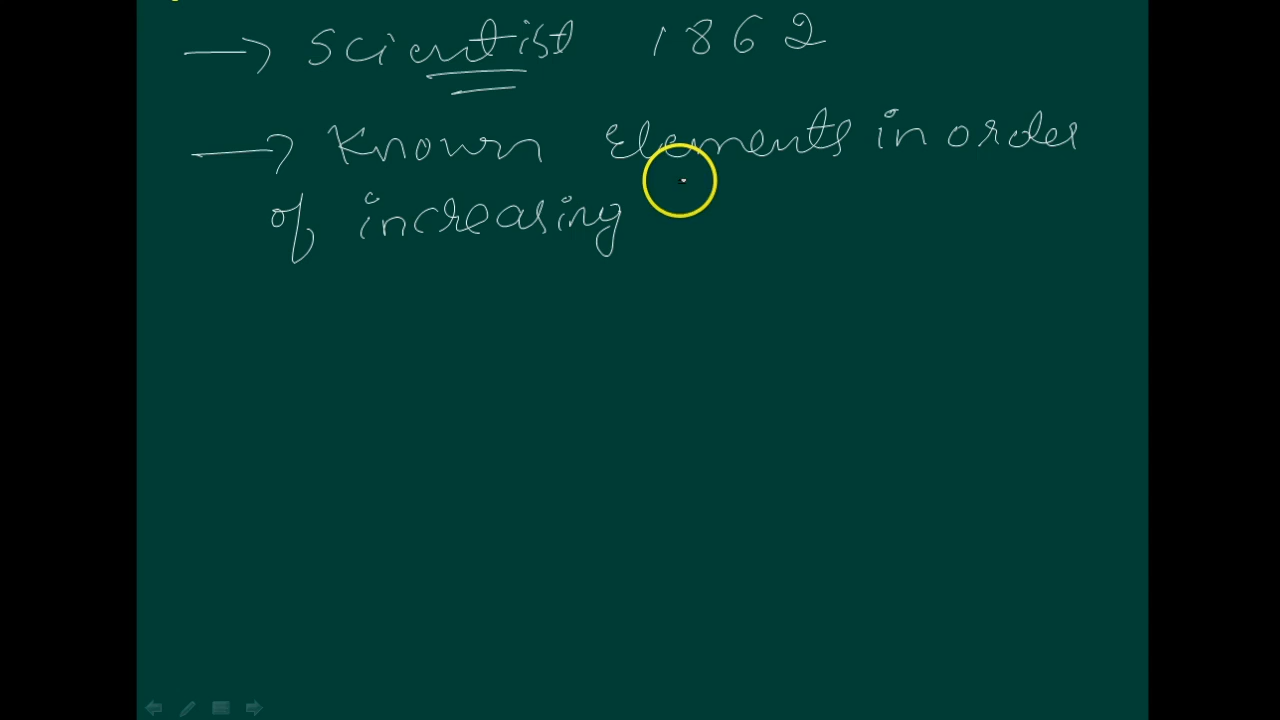 → Scientist 1862
→ Known Elements in order
of increasing